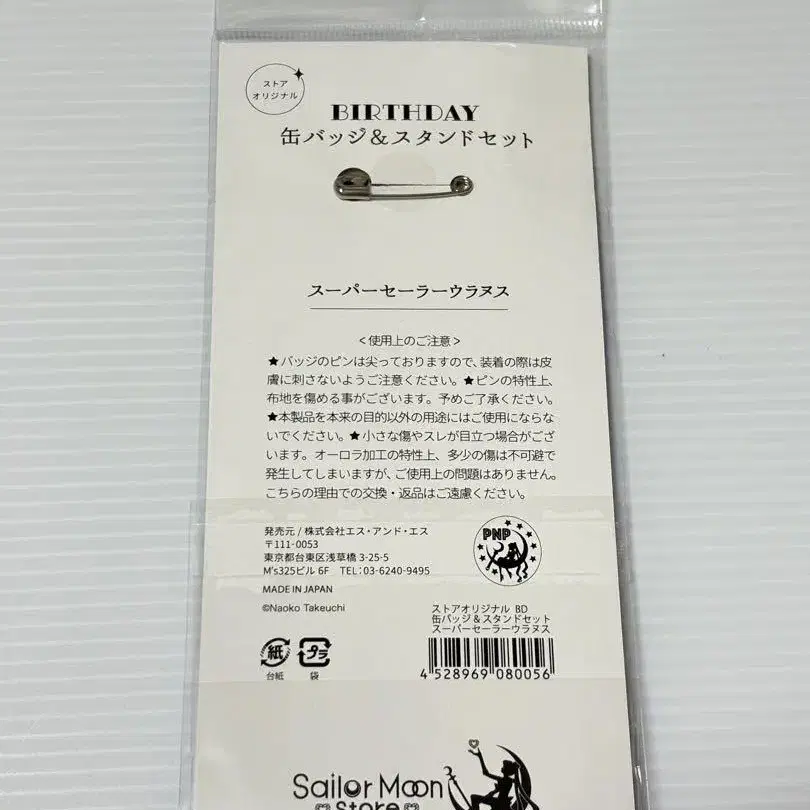 ストア
オリジナル
BIRTHDAY
缶バッジ&スタンドセット
スーパーセーラーウラヌス
<使用上のご注意>
★バッジのピンは尖っておりますので、装着の際は皮
膚に刺さないようご注意ください。★ピンの特性上、
布地を傷める事がございます。予めご了承ください。
★本製品を本来の目的以外の用途にはご使用にならな
いでください。★小さな傷やスレが目立つ場合がござ
います。オーロラ加工の特性上、多少の傷は不可避で
発生してしまいますが、ご使用上の問題はありません。
こちらの理由での交換・返品はご遠慮ください。
発売元/株式会社エス・アンド・エス
〒111-0053
東京都台東区浅草橋3-25-5
M's325ビル 6F TEL:03-6240-9495
MADE IN JAPAN
©Naoko Takeuchi
PNP
紙
台紙
プラ
袋
ストアオリジナル BD
缶バッジ&スタンドセット
スーパーセーラーウラヌス
4 528969 080056
Sailor Moon
Store